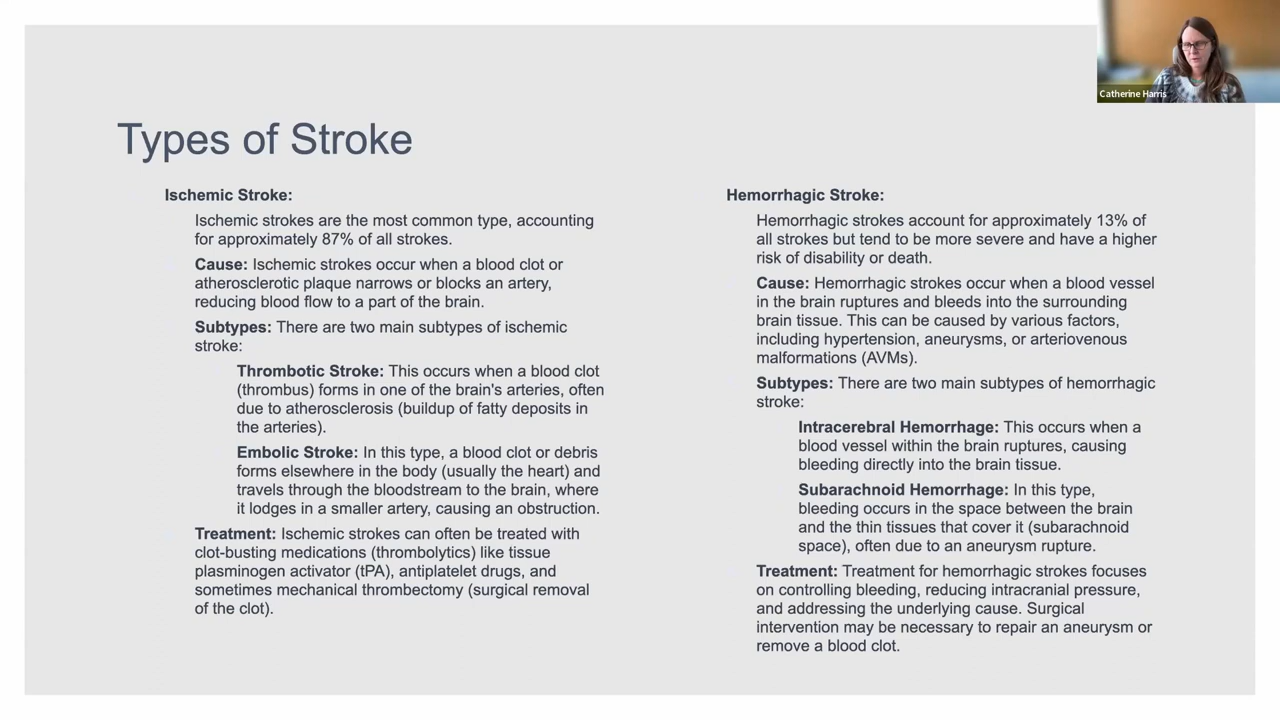 Catherine Harris
Types of Stroke
Ischemic Stroke:
Ischemic strokes are the most common type, accounting
for approximately 87% of all strokes.
Cause: Ischemic strokes occur when a blood clot or
atherosclerotic plaque narrows or blocks an artery,
reducing blood flow to a part of the brain.
Subtypes: There are two main subtypes of ischemic
stroke:
Thrombotic Stroke: This occurs when a blood clot
(thrombus) forms in one of the brain's arteries, often
due to atherosclerosis (buildup of fatty deposits in
the arteries).
Embolic Stroke: In this type, a blood clot or debris
forms elsewhere in the body (usually the heart) and
travels through the bloodstream to the brain, where
it lodges in a smaller artery, causing an obstruction.
Treatment: Ischemic strokes can often be treated with
clot-busting medications (thrombolytics) like tissue
plasminogen activator (tPA), antiplatelet drugs, and
sometimes mechanical thrombectomy (surgical removal
of the clot).
Hemorrhagic Stroke:
Hemorrhagic strokes account for approximately 13% of
all strokes but tend to be more severe and have a higher
risk of disability or death.
Cause: Hemorrhagic strokes occur when a blood vessel
in the brain ruptures and bleeds into the surrounding
brain tissue. This can be caused by various factors,
including hypertension, aneurysms, or arteriovenous
malformations (AVMs).
Subtypes: There are two main subtypes of hemorrhagic
stroke:
Intracerebral Hemorrhage: This occurs when a
blood vessel within the brain ruptures, causing
bleeding directly into the brain tissue.
Subarachnoid Hemorrhage: In this type,
bleeding occurs in the space between the brain
and the thin tissues that cover it (subarachnoid
space), often due to an aneurysm rupture.
Treatment: Treatment for hemorrhagic strokes focuses
on controlling bleeding, reducing intracranial pressure,
and addressing the underlying cause. Surgical
intervention may be necessary to repair an aneurysm or
remove a blood clot.